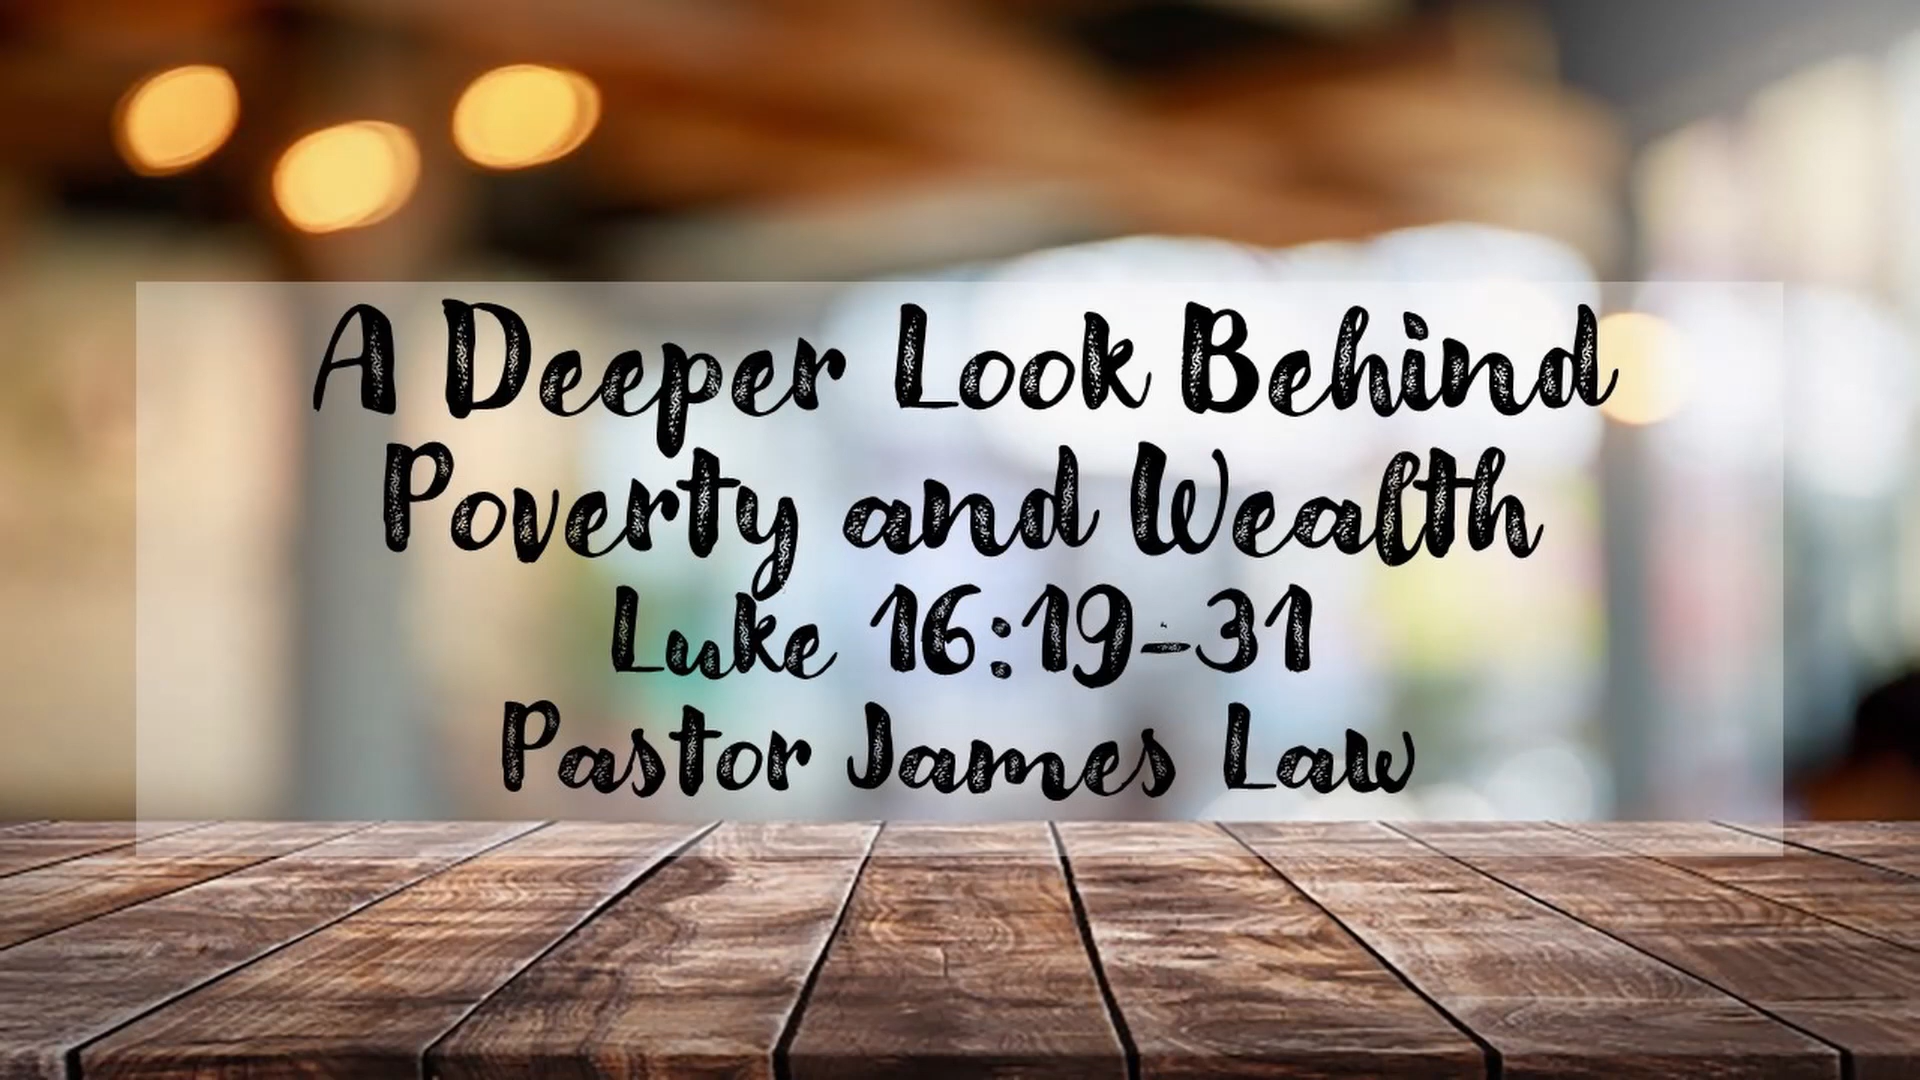 A Deeper Look Behind
Poverty and Wealth
Luke 16:19-31
Pastor James Law